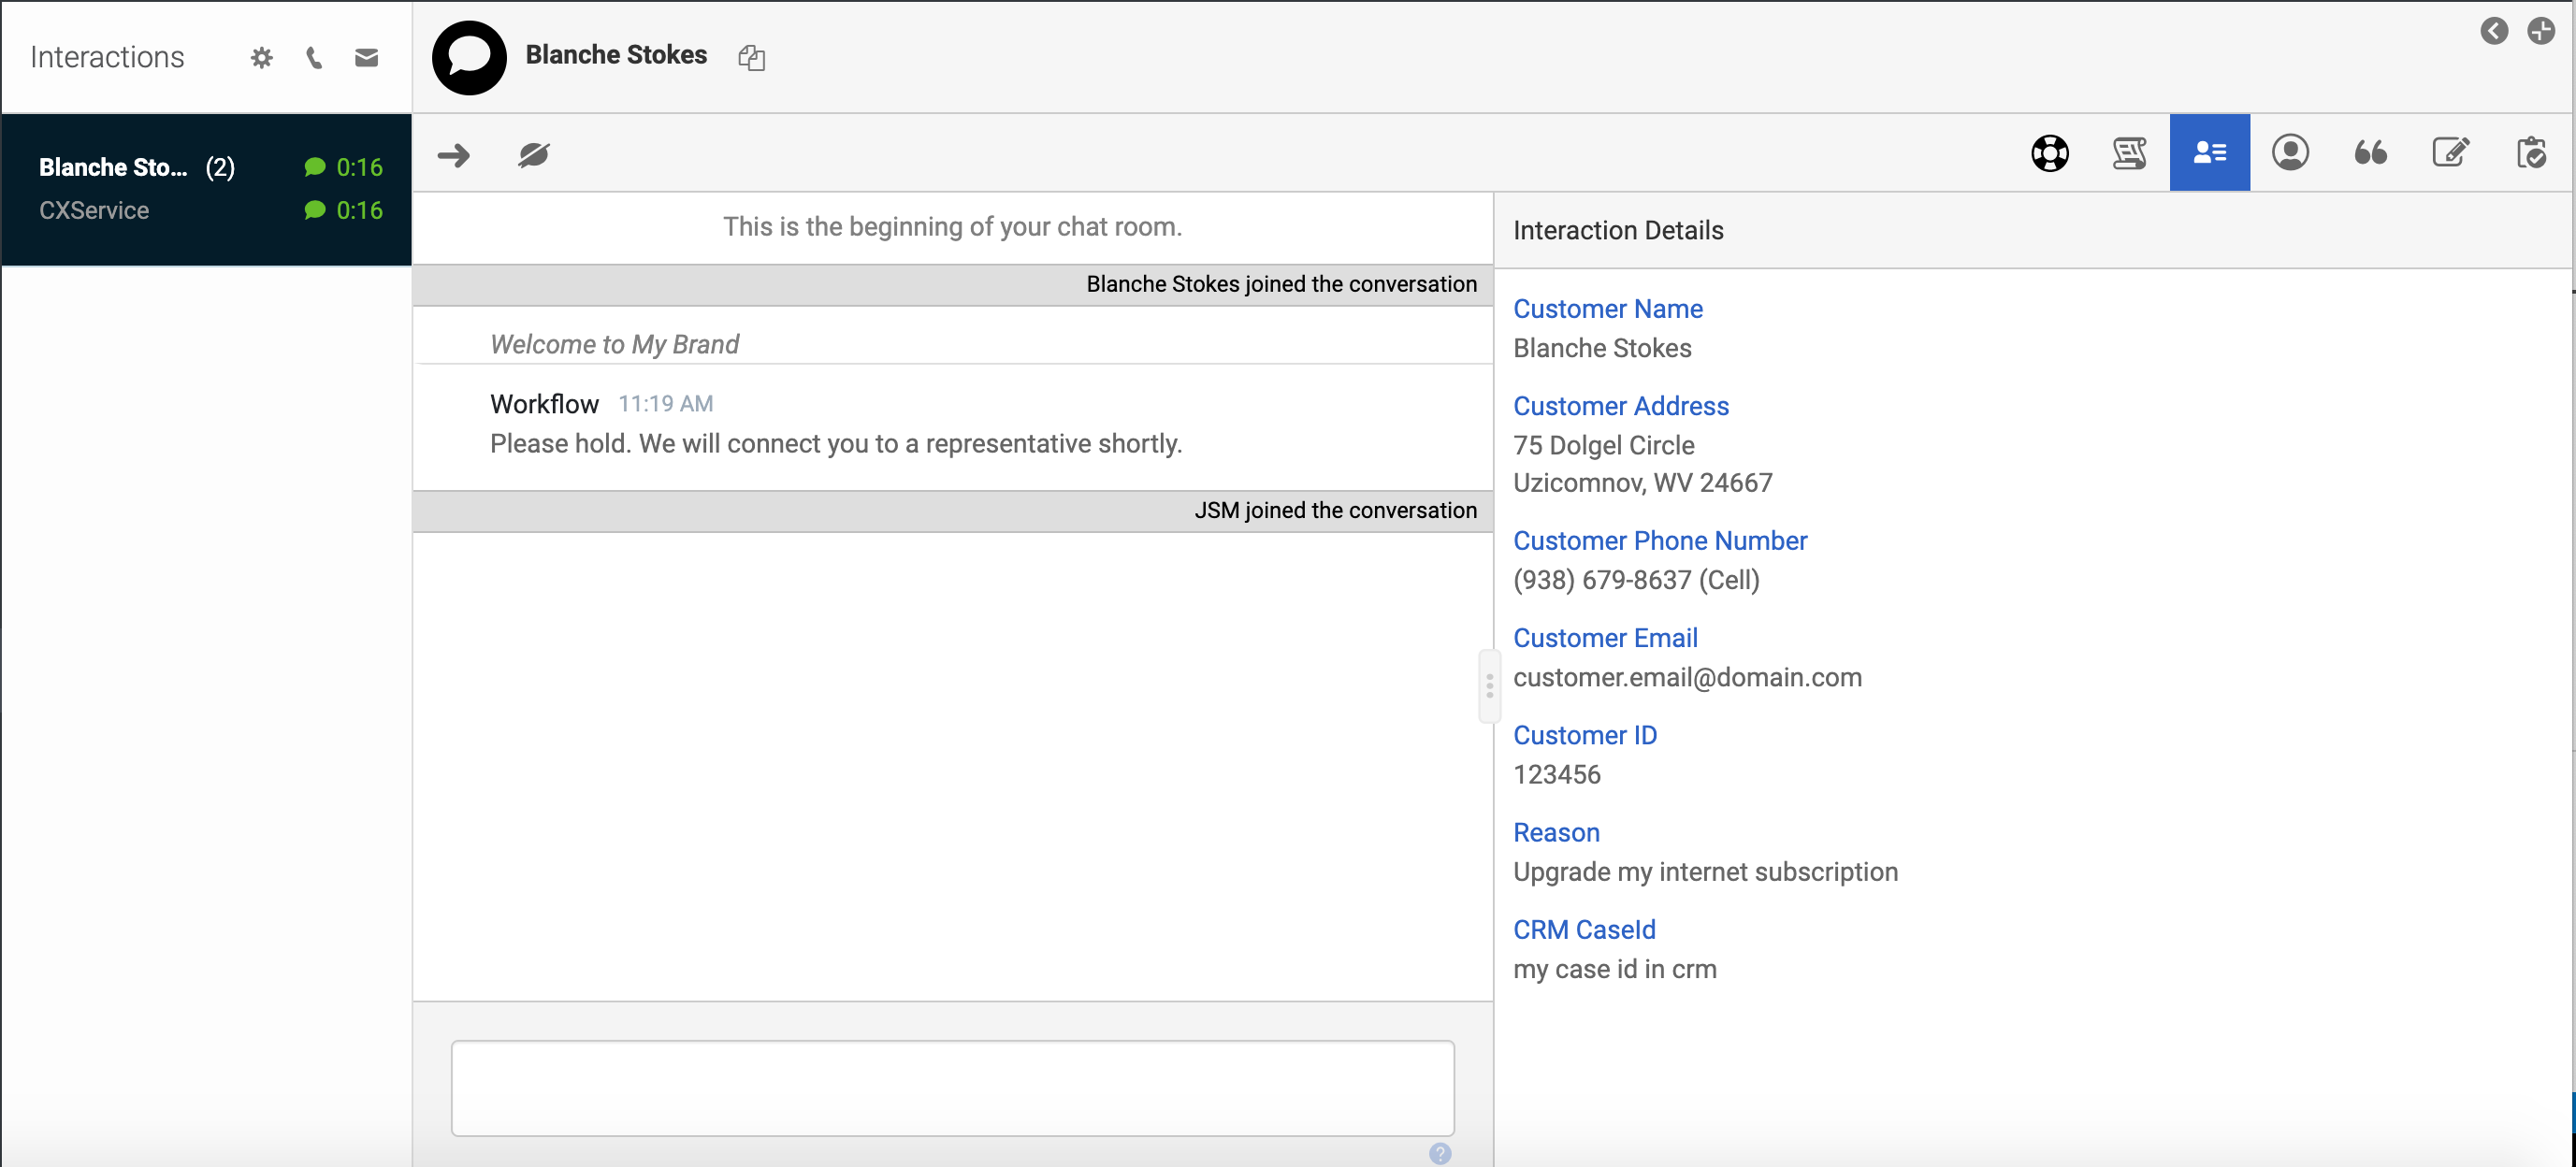 Interactions
Blanche Sto... (2) 0:16
CXService 0:16
Blanche Stokes
This is the beginning of your chat room.
Blanche Stokes joined the conversation
Welcome to My Brand
Workflow 11:19 AM
Please hold. We will connect you to a representative shortly.
JSM joined the conversation
?
Interaction Details
Customer Name
Blanche Stokes
Customer Address
75 Dolgel Circle
Uzicomnov, WV 24667
Customer Phone Number
(938) 679-8637 (Cell)
Customer Email
customer.email@domain.com
Customer ID
123456
Reason
Upgrade my internet subscription
CRM CaseId
my case id in crm